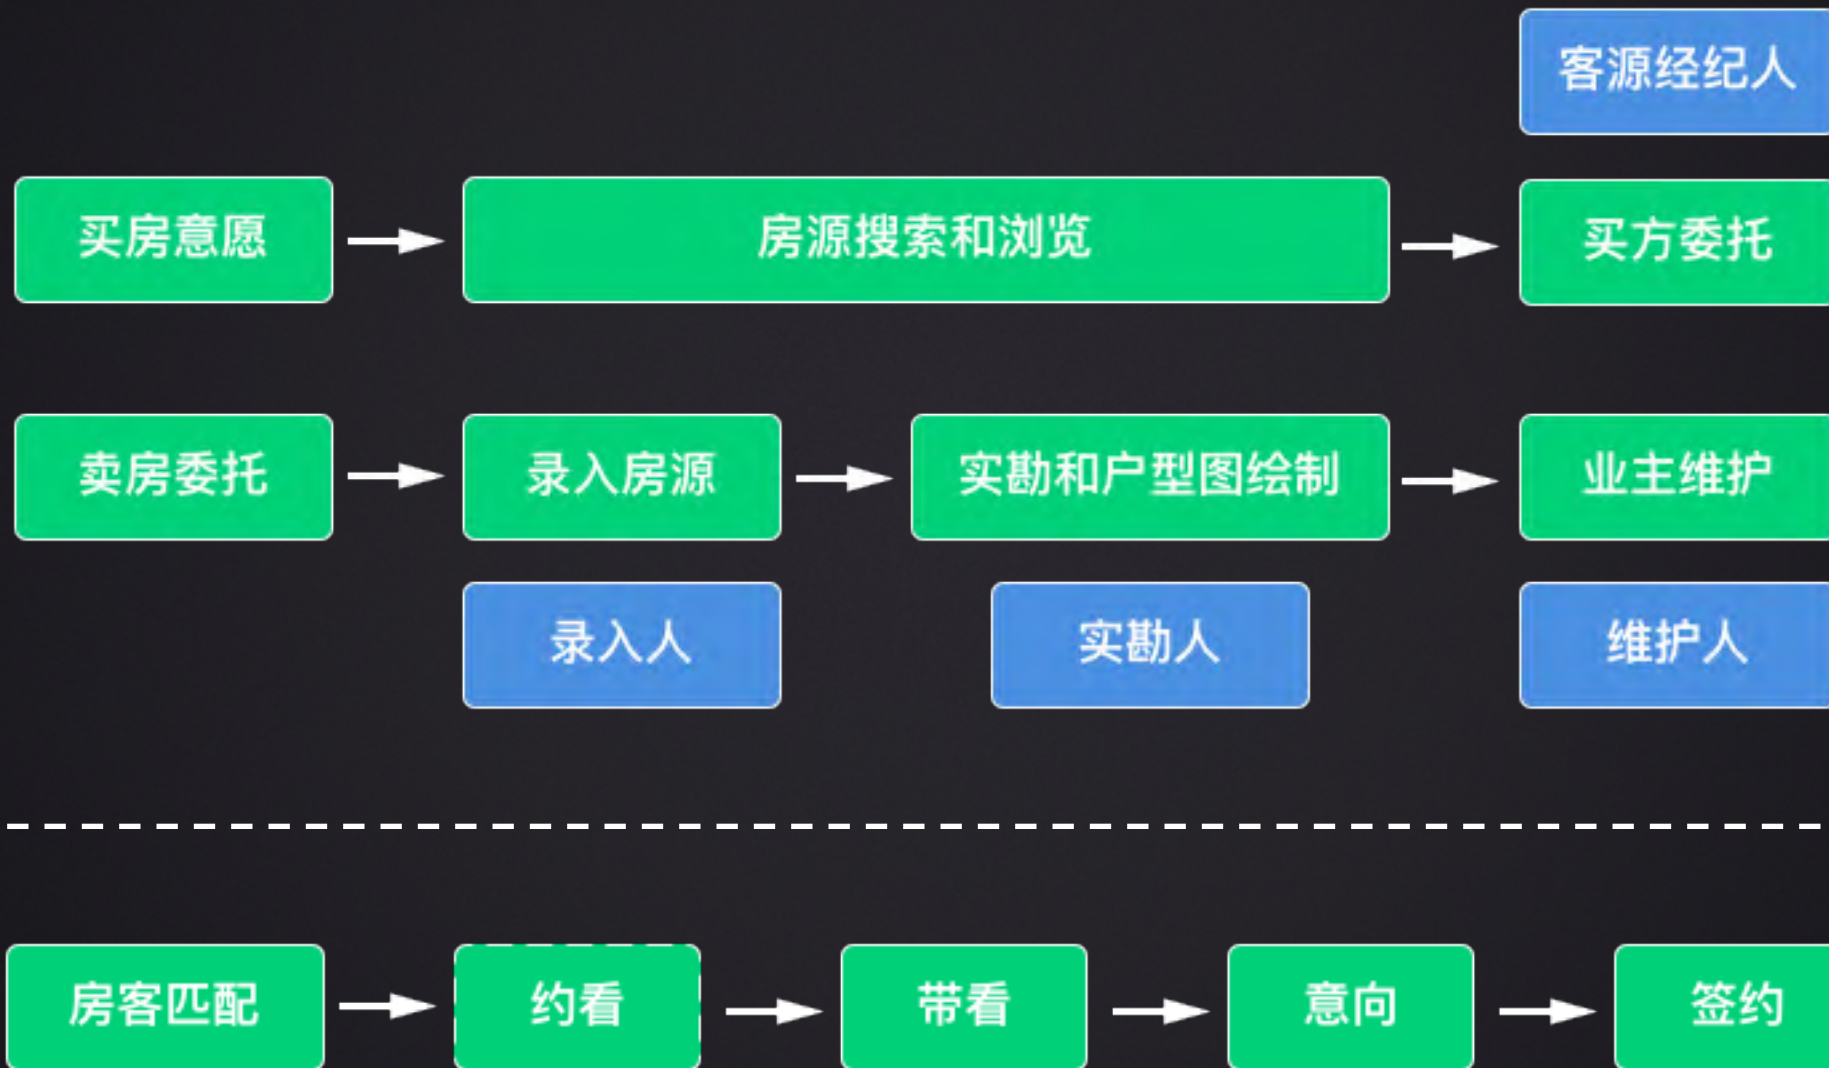 客源经纪人
买房意愿
房源搜索和浏览
买方委托
卖房委托
录入房源
实勘和户型图绘制
业主维护
录入人
实勘人
维护人
房客匹配
约看
带看
意向
签约